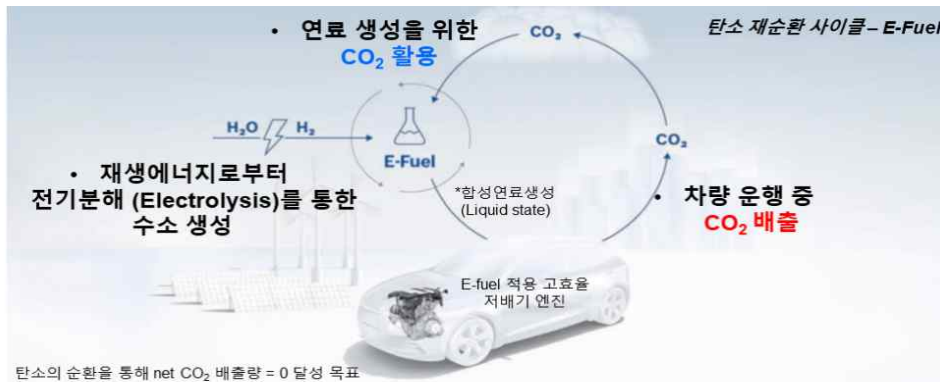 탄소 재순환 사이클 – E-Fuel
• 연료 생성을 위한
CO₂ 활용
CO₂
H₂O
H₂
E-Fuel
CO₂
• 재생에너지로부터
전기분해 (Electrolysis)를 통한
수소 생성
*합성연료생성
(Liquid state)
• 차량 운행 중
CO₂ 배출
E-fuel 적용 고효율
저배기 엔진
탄소의 순환을 통해 net CO₂ 배출량 = 0 달성 목표